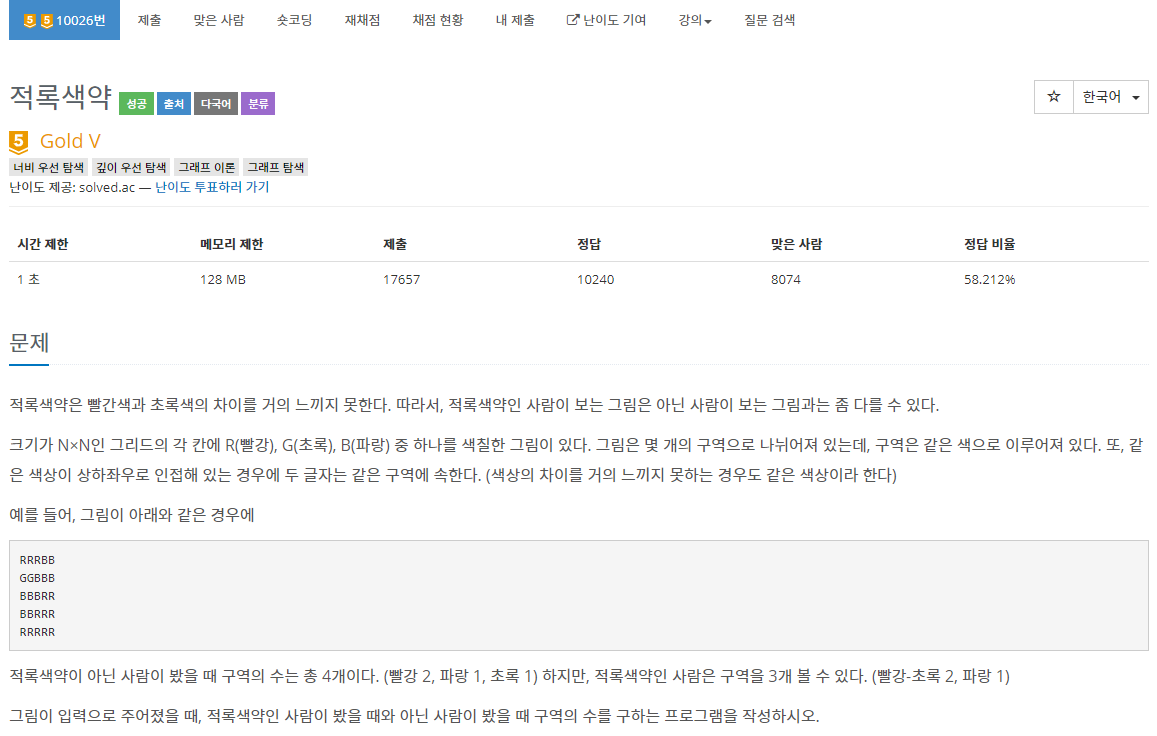 5 5 10026번 제출 맞은 사람 숏코딩 재채점 채점 현황 내 제출 난이도 기여 강의 질문 검색
적록색약 성공 출처 다국어 분류 한국어
5 Gold V
너비 우선 탐색 깊이 우선 탐색 그래프 이론 그래프 탐색
난이도 제공: solved.ac — 난이도 투표하러 가기
시간 제한 메모리 제한 제출 정답 맞은 사람 정답 비율
1 초 128 MB 17657 10240 8074 58.212%
문제
적록색약은 빨간색과 초록색의 차이를 거의 느끼지 못한다. 따라서, 적록색약인 사람이 보는 그림은 아닌 사람이 보는 그림과는 좀 다를 수 있다.
크기가 N×N인 그리드의 각 칸에 R(빨강), G(초록), B(파랑) 중 하나를 색칠한 그림이 있다. 그림은 몇 개의 구역으로 나뉘어져 있는데, 구역은 같은 색으로 이루어져 있다. 또, 같
은 색상이 상하좌우로 인접해 있는 경우에 두 글자는 같은 구역에 속한다. (색상의 차이를 거의 느끼지 못하는 경우도 같은 색상이라 한다)
예를 들어, 그림이 아래와 같은 경우에
RRRBB
GGBBB
BBBRR
BBRRR
RRRRR
적록색약이 아닌 사람이 봤을 때 구역의 수는 총 4개이다. (빨강 2, 파랑 1, 초록 1) 하지만, 적록색약인 사람은 구역을 3개 볼 수 있다. (빨강-초록 2, 파랑 1)
그림이 입력으로 주어졌을 때, 적록색약인 사람이 봤을 때와 아닌 사람이 봤을 때 구역의 수를 구하는 프로그램을 작성하시오.